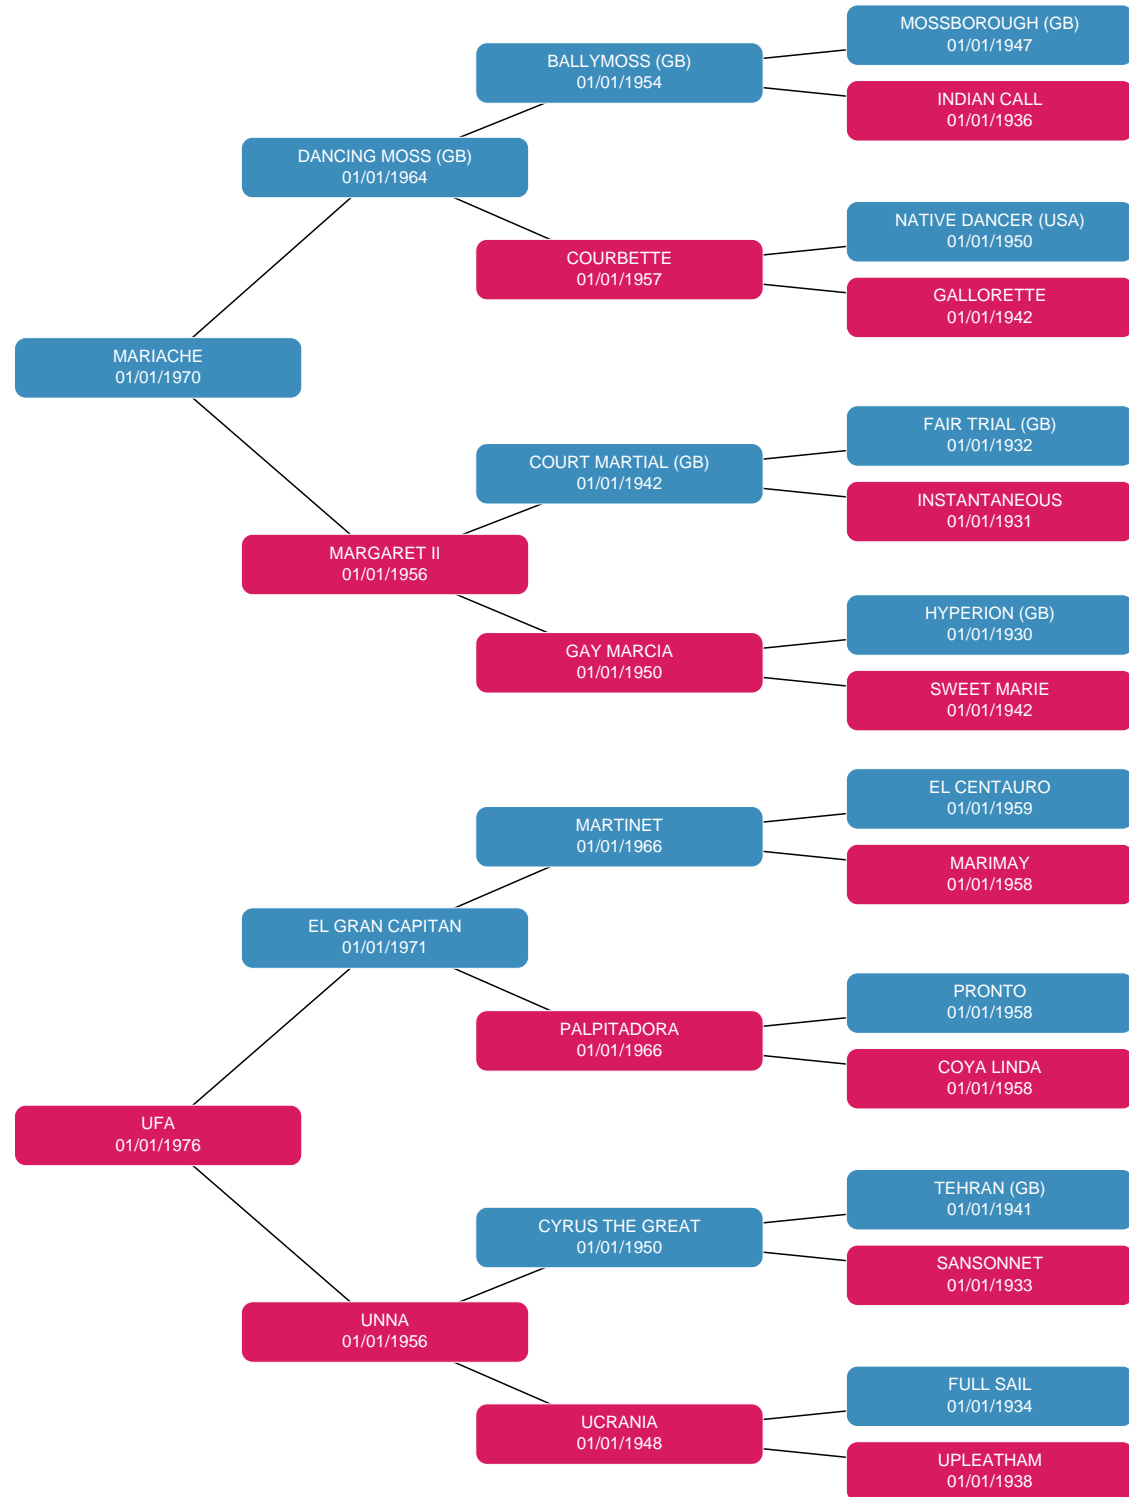 MOSSBOROUGH (GB)
01/01/1947
BALLYMOSS (GB)
01/01/1954
INDIAN CALL
01/01/1936
DANCING MOSS (GB)
01/01/1964
NATIVE DANCER (USA)
01/01/1950
COURBETTE
01/01/1957
GALLORETTE
01/01/1942
MARIACHE
01/01/1970
FAIR TRIAL (GB)
01/01/1932
COURT MARTIAL (GB)
01/01/1942
INSTANTANEOUS
01/01/1931
MARGARET II
01/01/1956
HYPERION (GB)
01/01/1930
GAY MARCIA
01/01/1950
SWEET MARIE
01/01/1942
EL CENTAURO
01/01/1959
MARTINET
01/01/1966
MARIMAY
01/01/1958
EL GRAN CAPITAN
01/01/1971
PRONTO
01/01/1958
PALPITADORA
01/01/1966
COYA LINDA
01/01/1958
UFA
01/01/1976
TEHRAN (GB)
01/01/1941
CYRUS THE GREAT
01/01/1950
SANSONNET
01/01/1933
UNNA
01/01/1956
FULL SAIL
01/01/1934
UCRANIA
01/01/1948
UPLEATHAM
01/01/1938